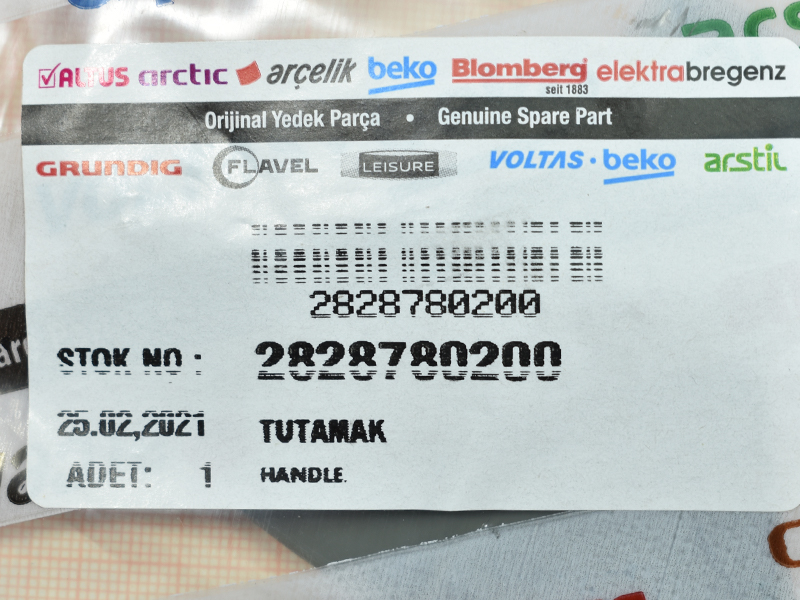 ALTUS arctic arçelik beko Blomberg elektrabregenz
seit 1883
Orijinal Yedek Parça • Genuine Spare Part
GRUNDIG FLAVEL LEISURE VOLTAS · beko arstil
2828780200
STOK NO : 2828780200
25.02,2021 TUTAMAK
ADET: 1 HANDLE.